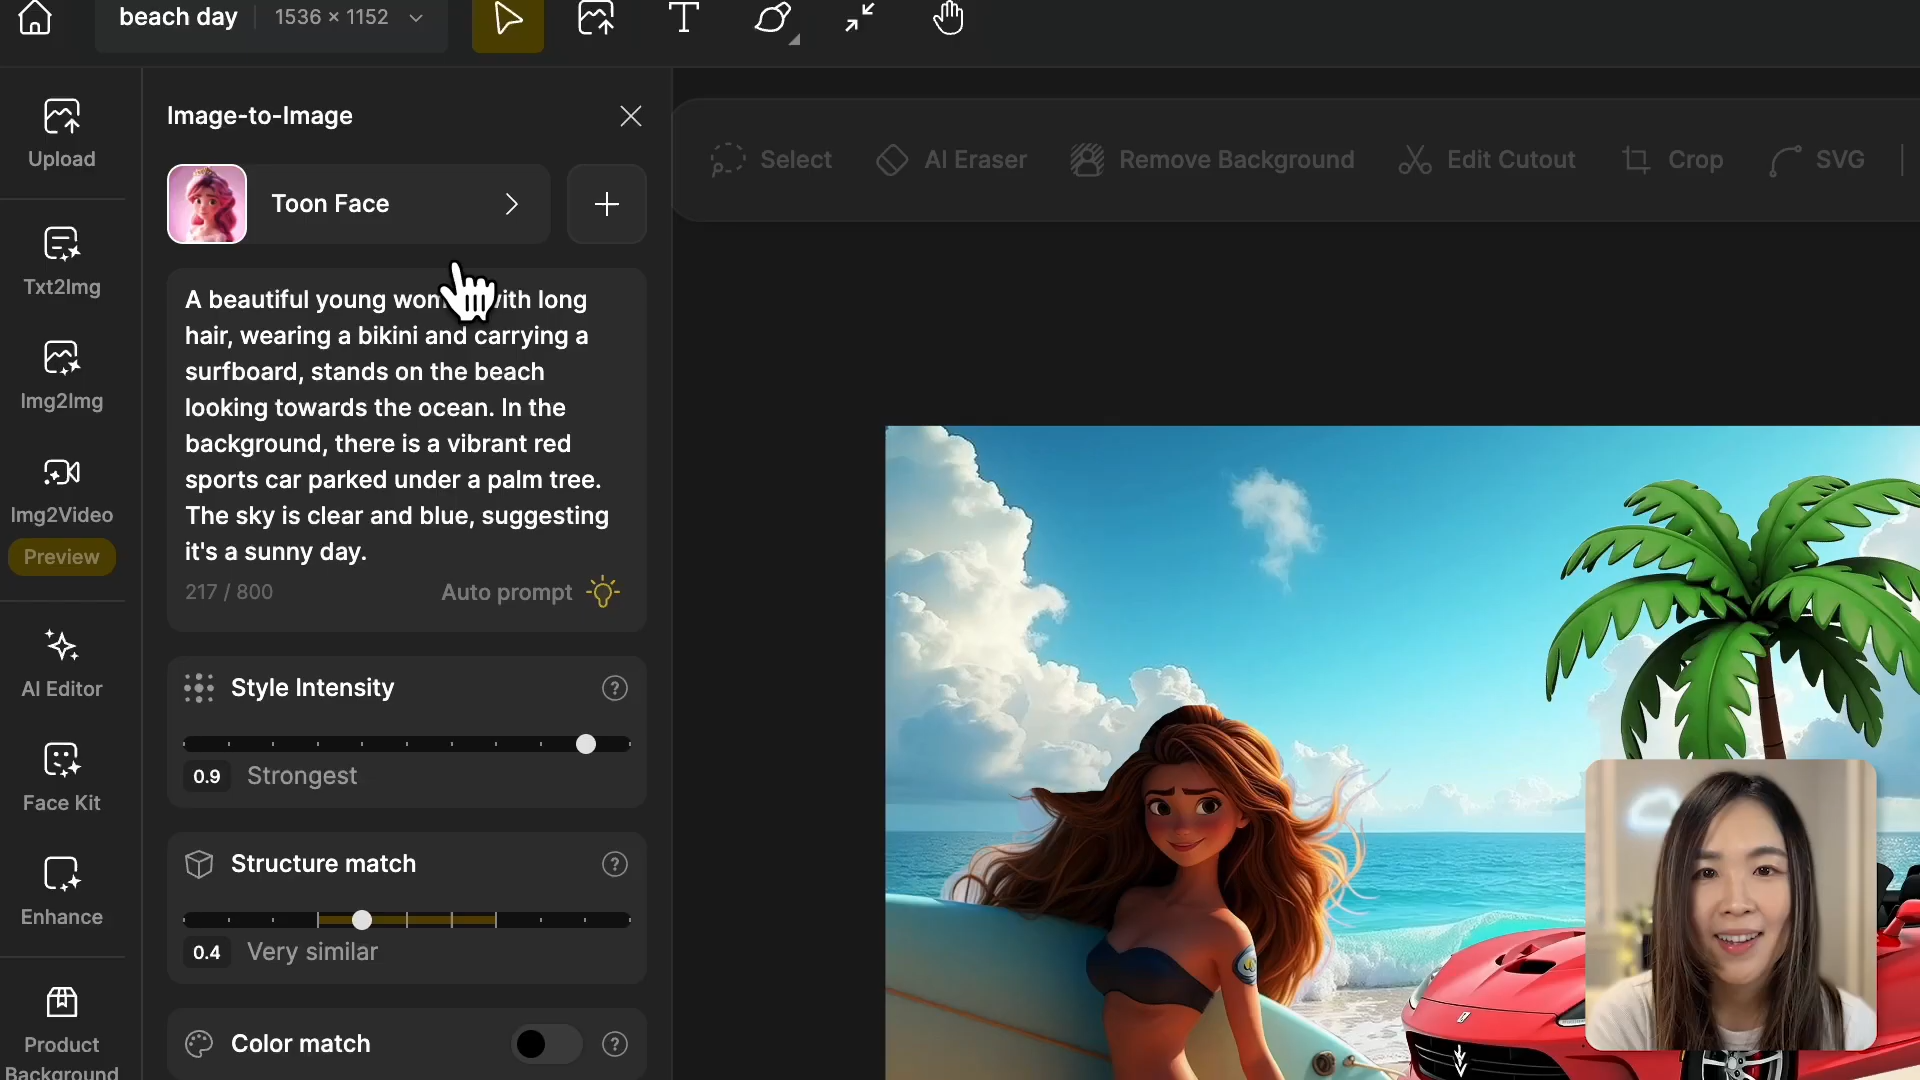 beach day
1536 × 1152
Image-to-Image
Upload
Select
AI Eraser
Remove Background
Edit Cutout
Crop
SVG
Toon Face
Txt2Img
A beautiful young wom with long
hair, wearing a bikini and carrying a
surfboard, stands on the beach
looking towards the ocean. In the
background, there is a vibrant red
sports car parked under a palm tree.
The sky is clear and blue, suggesting
it's a sunny day.
217 / 800
Auto prompt
Img2Img
Img2Video
Preview
AI Editor
Style Intensity
0.9
Strongest
Face Kit
Structure match
0.4
Very similar
Enhance
Color match
Product
Background